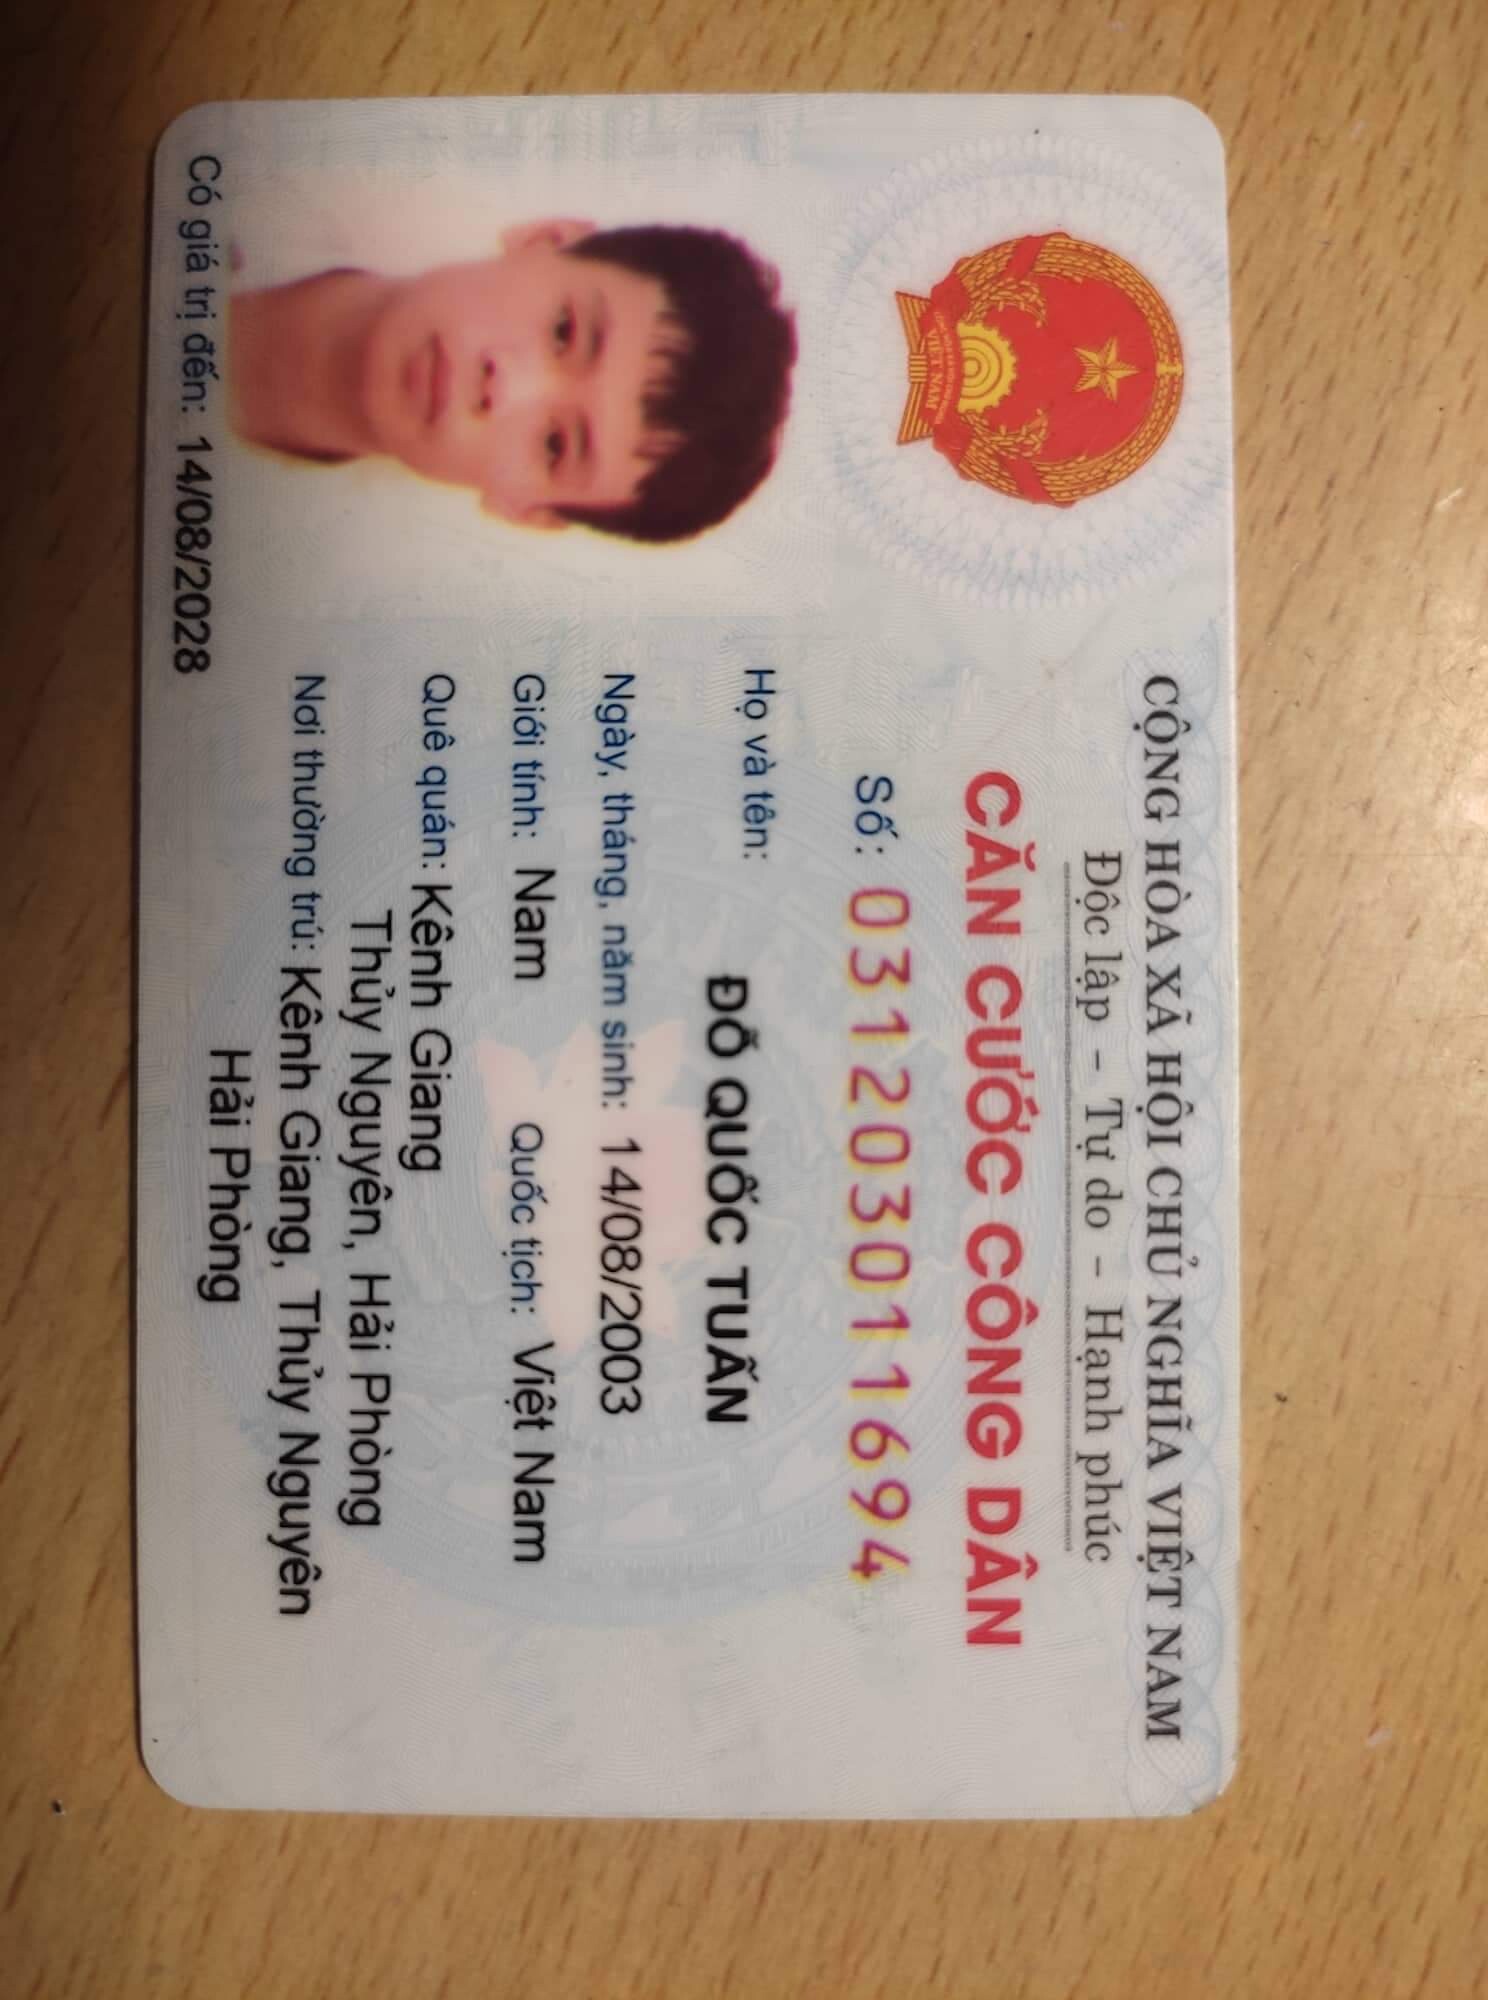 CỘNG HÒA XÃ HỘI CHỦ NGHĨA VIỆT NAM
Độc lập - Tự do - Hạnh phúc
CĂN CƯỚC CÔNG DÂN
Số: 031203011694
Họ và tên:
ĐỖ QUỐC TUẤN
Ngày, tháng, năm sinh: 14/08/2003
Giới tính: Nam Quốc tịch: Việt Nam
Quê quán: Kênh Giang
Thủy Nguyên, Hải Phòng
Nơi thường trú: Kênh Giang, Thủy Nguyên
Hải Phòng
Có giá trị đến: 14/08/2028
VIỆT NAM